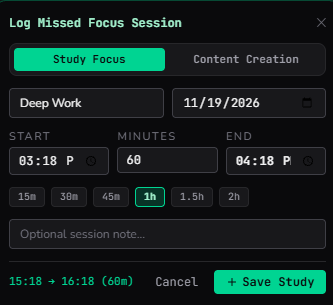 Log Missed Focus Session ×
Study Focus Content Creation
Deep Work 11/19/2026
START MINUTES END
03:18 P 60 04:18 P
15m 30m 45m 1h 1.5h 2h
Optional session note...
15:18 → 16:18 (60m) Cancel + Save Study